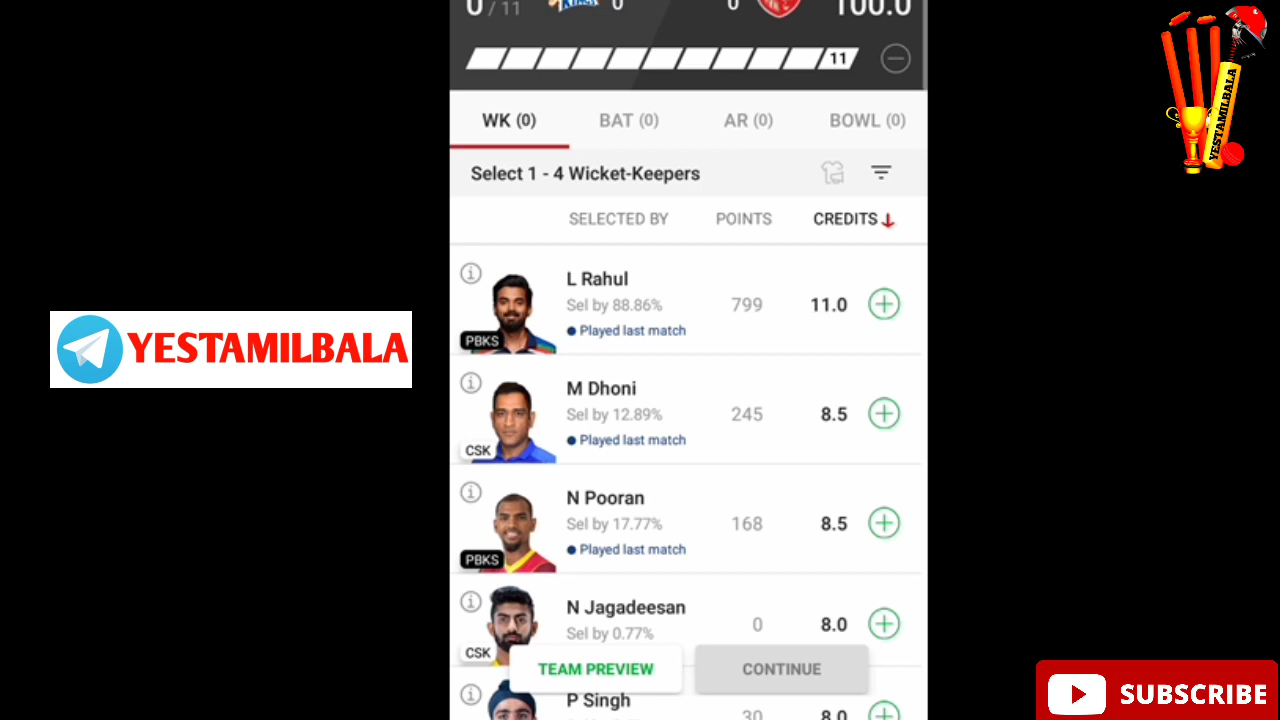 0 / 11
KINGS
0
0
100.0
11
WK (0)
BAT (0)
AR (0)
BOWL (0)
Select 1 - 4 Wicket-Keepers
SELECTED BY
POINTS
CREDITS
L Rahul
Sel by 88.86%
799
11.0
Played last match
PBKS
M Dhoni
Sel by 12.89%
245
8.5
Played last match
CSK
N Pooran
Sel by 17.77%
168
8.5
Played last match
PBKS
N Jagadeesan
Sel by 0.77%
0
8.0
CSK
TEAM PREVIEW
CONTINUE
P Singh
30
8.0
YESTAMILBALA
YESTAMILBALA
SUBSCRIBE